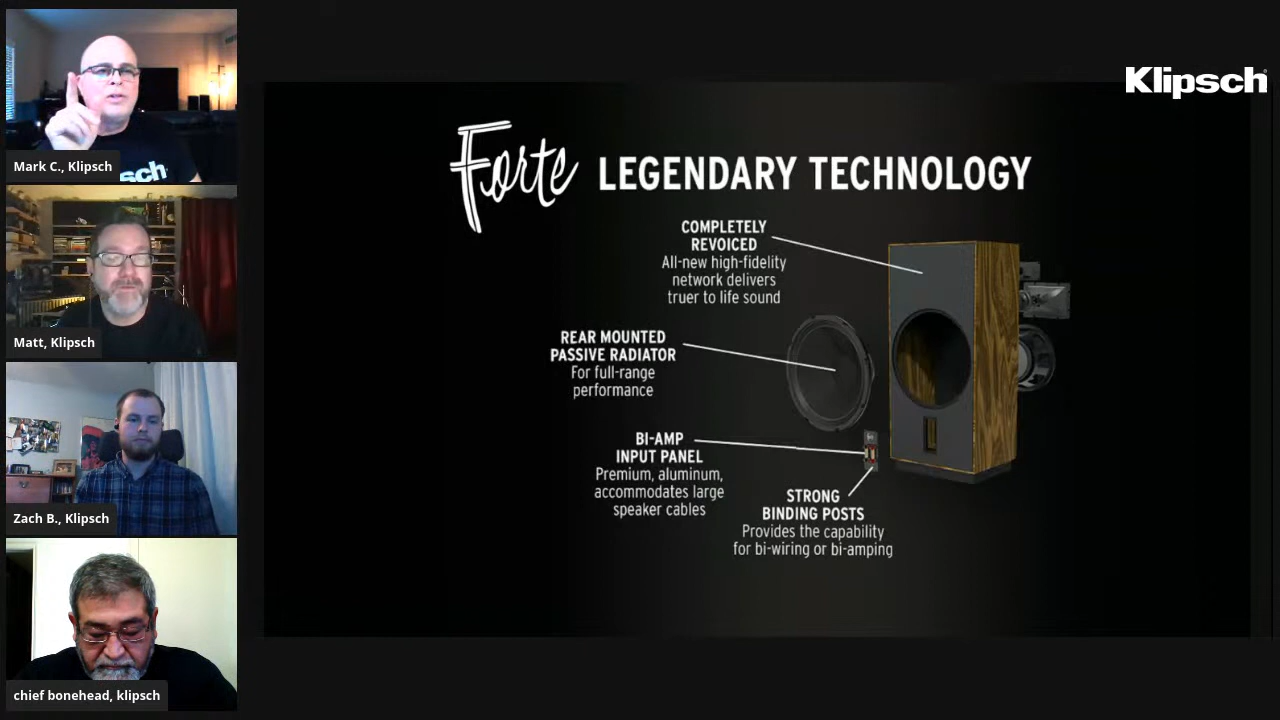 Mark C., Klipsch
sch
Matt, Klipsch
Zach B., Klipsch
chief bonehead, klipsch
Klipsch
Forte LEGENDARY TECHNOLOGY
COMPLETELY
REVOICED
All-new high-fidelity
network delivers
truer to life sound
REAR MOUNTED
PASSIVE RADIATOR
For full-range
performance
BI-AMP
INPUT PANEL
Premium, aluminum,
accommodates large
speaker cables
STRONG
BINDING POSTS
Provides the capability
for bi-wiring or bi-amping